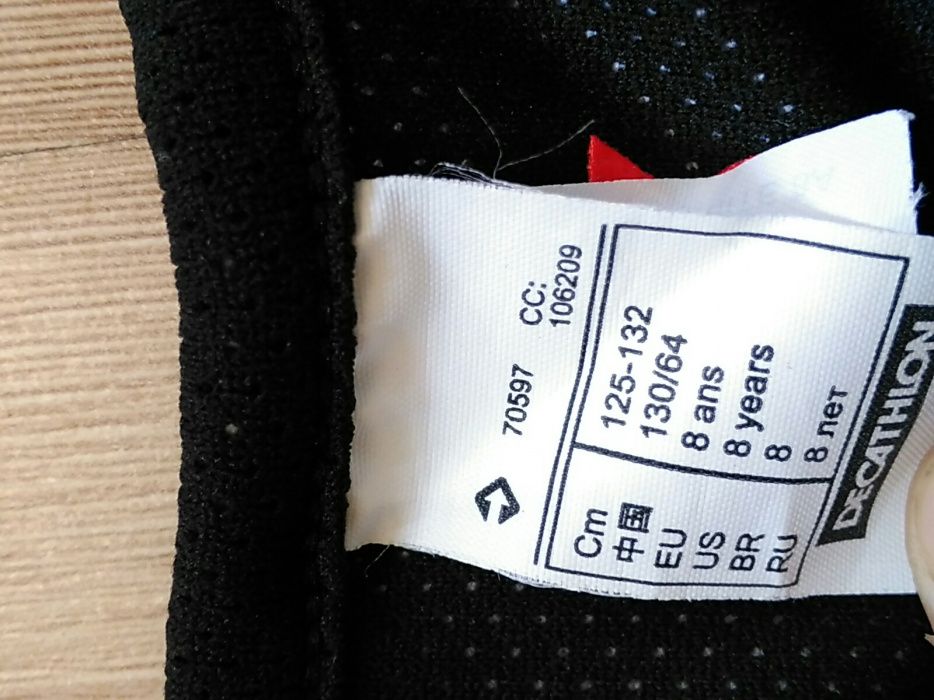 70597
CC:
106209
Cm 125-132
中国 130/64
EU 8 ans
US 8 years
BR 8
RU 8 лет
DECATHLON